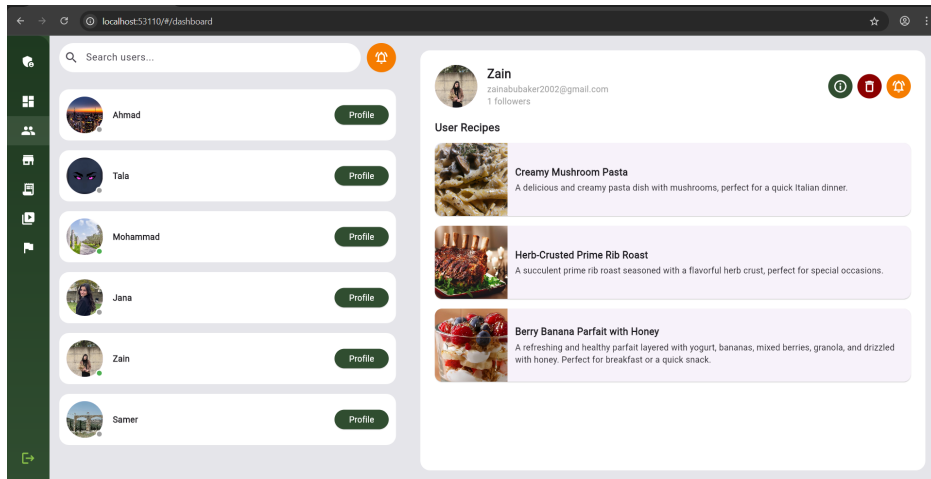 localhost:53110/#/dashboard
Search users...
Ahmad
Profile
Tala
Profile
Mohammad
Profile
Jana
Profile
Zain
Profile
Samer
Profile
Zain
zainabubaker2002@gmail.com
1 followers
User Recipes
Creamy Mushroom Pasta
A delicious and creamy pasta dish with mushrooms, perfect for a quick Italian dinner.
Herb-Crusted Prime Rib Roast
A succulent prime rib roast seasoned with a flavorful herb crust, perfect for special occasions.
Berry Banana Parfait with Honey
A refreshing and healthy parfait layered with yogurt, bananas, mixed berries, granola, and drizzled
with honey. Perfect for breakfast or a quick snack.